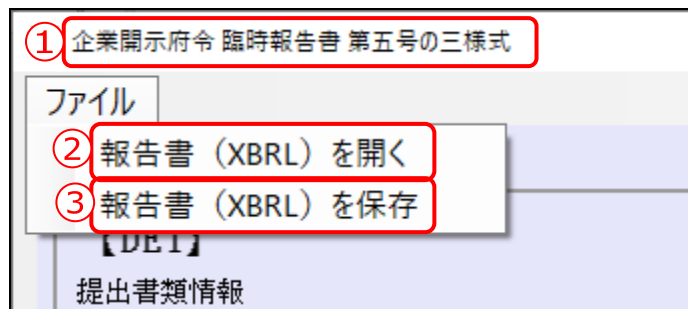 ① 企業開示府令 臨時報告書 第五号の三様式
ファイル
② 報告書（XBRL）を開く
③ 報告書（XBRL）を保存
【DEI】
提出書類情報